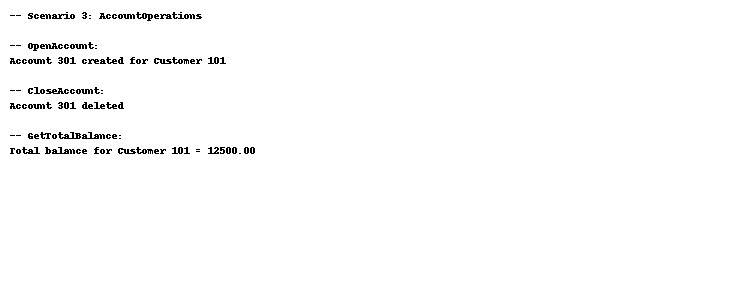 -- Scenario 3: AccountOperations
-- OpenAccount:
Account 301 created for Customer 101
-- CloseAccount:
Account 301 deleted
-- GetTotalBalance:
Total balance for Customer 101 = 12500.00